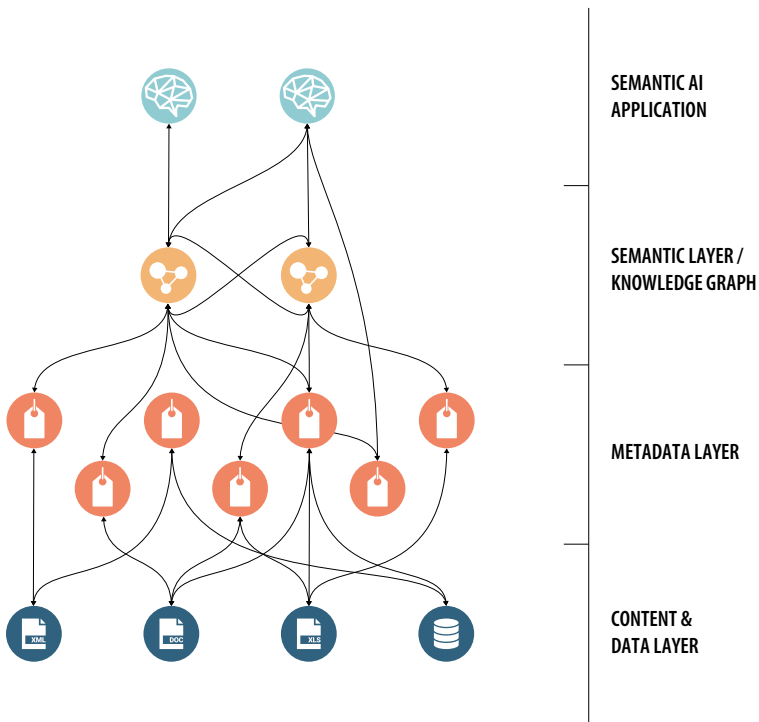 SEMANTIC AI
APPLICATION
SEMANTIC LAYER /
KNOWLEDGE GRAPH
METADATA LAYER
XML
DOC
XLS
CONTENT &
DATA LAYER